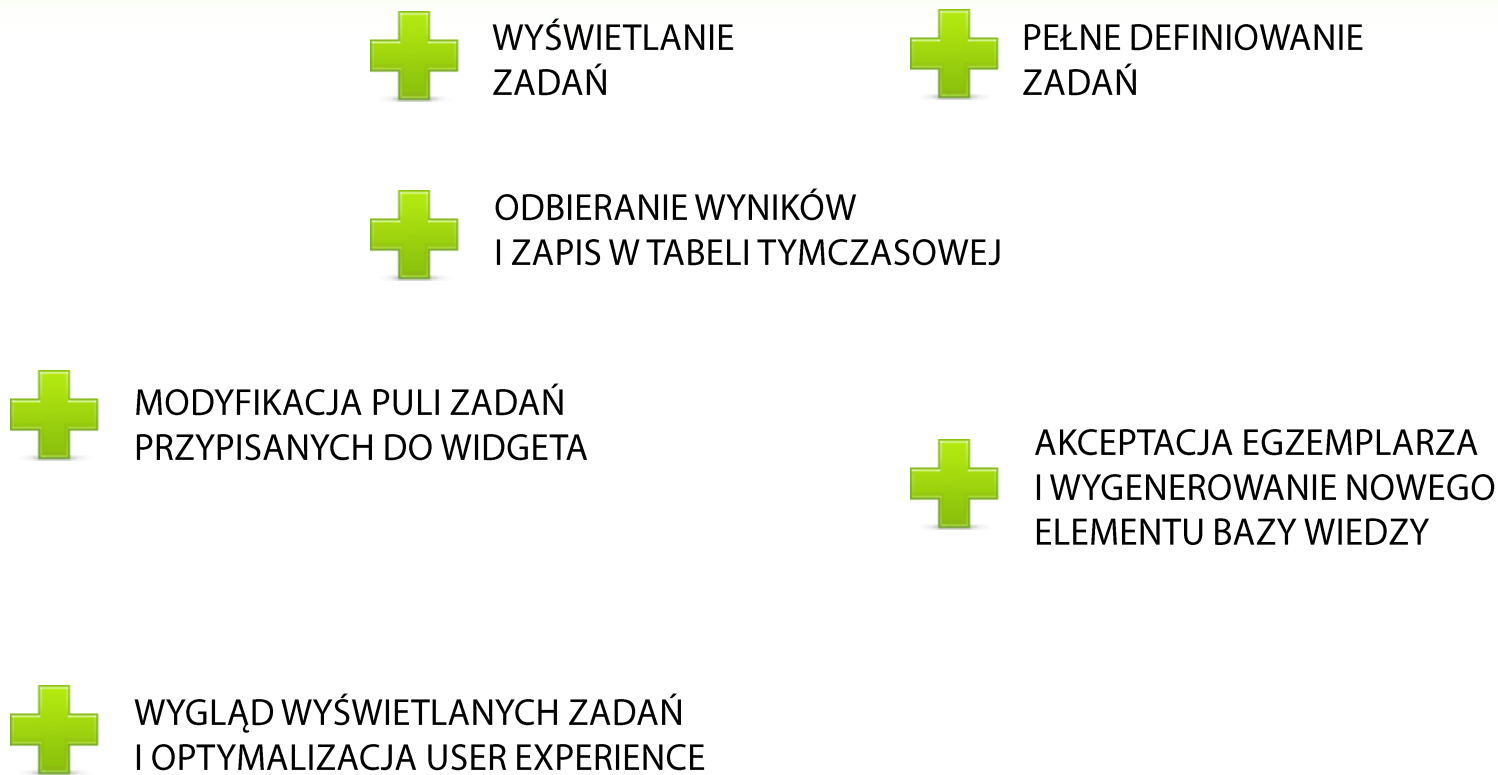 WYŚWIETLANIE
ZADAŃ
PEŁNE DEFINIOWANIE
ZADAŃ
ODBIERANIE WYNIKÓW
I ZAPIS W TABELI TYMCZASOWEJ
MODYFIKACJA PULI ZADAŃ
PRZYPISANYCH DO WIDGETA
AKCEPTACJA EGZEMPLARZA
I WYGENEROWANIE NOWEGO
ELEMENTU BAZY WIEDZY
WYGLĄD WYŚWIETLANYCH ZADAŃ
I OPTYMALIZACJA USER EXPERIENCE